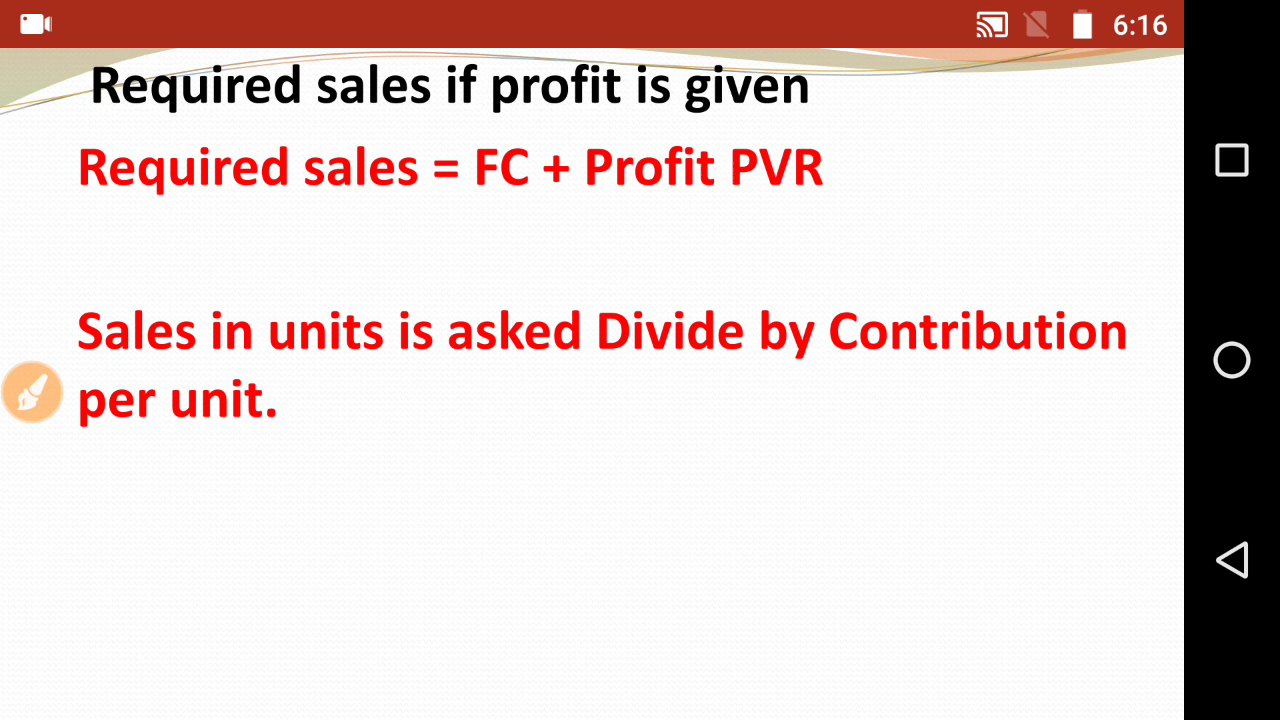 6:16
Required sales if profit is given
Required sales = FC + Profit PVR
Sales in units is asked Divide by Contribution
per unit.